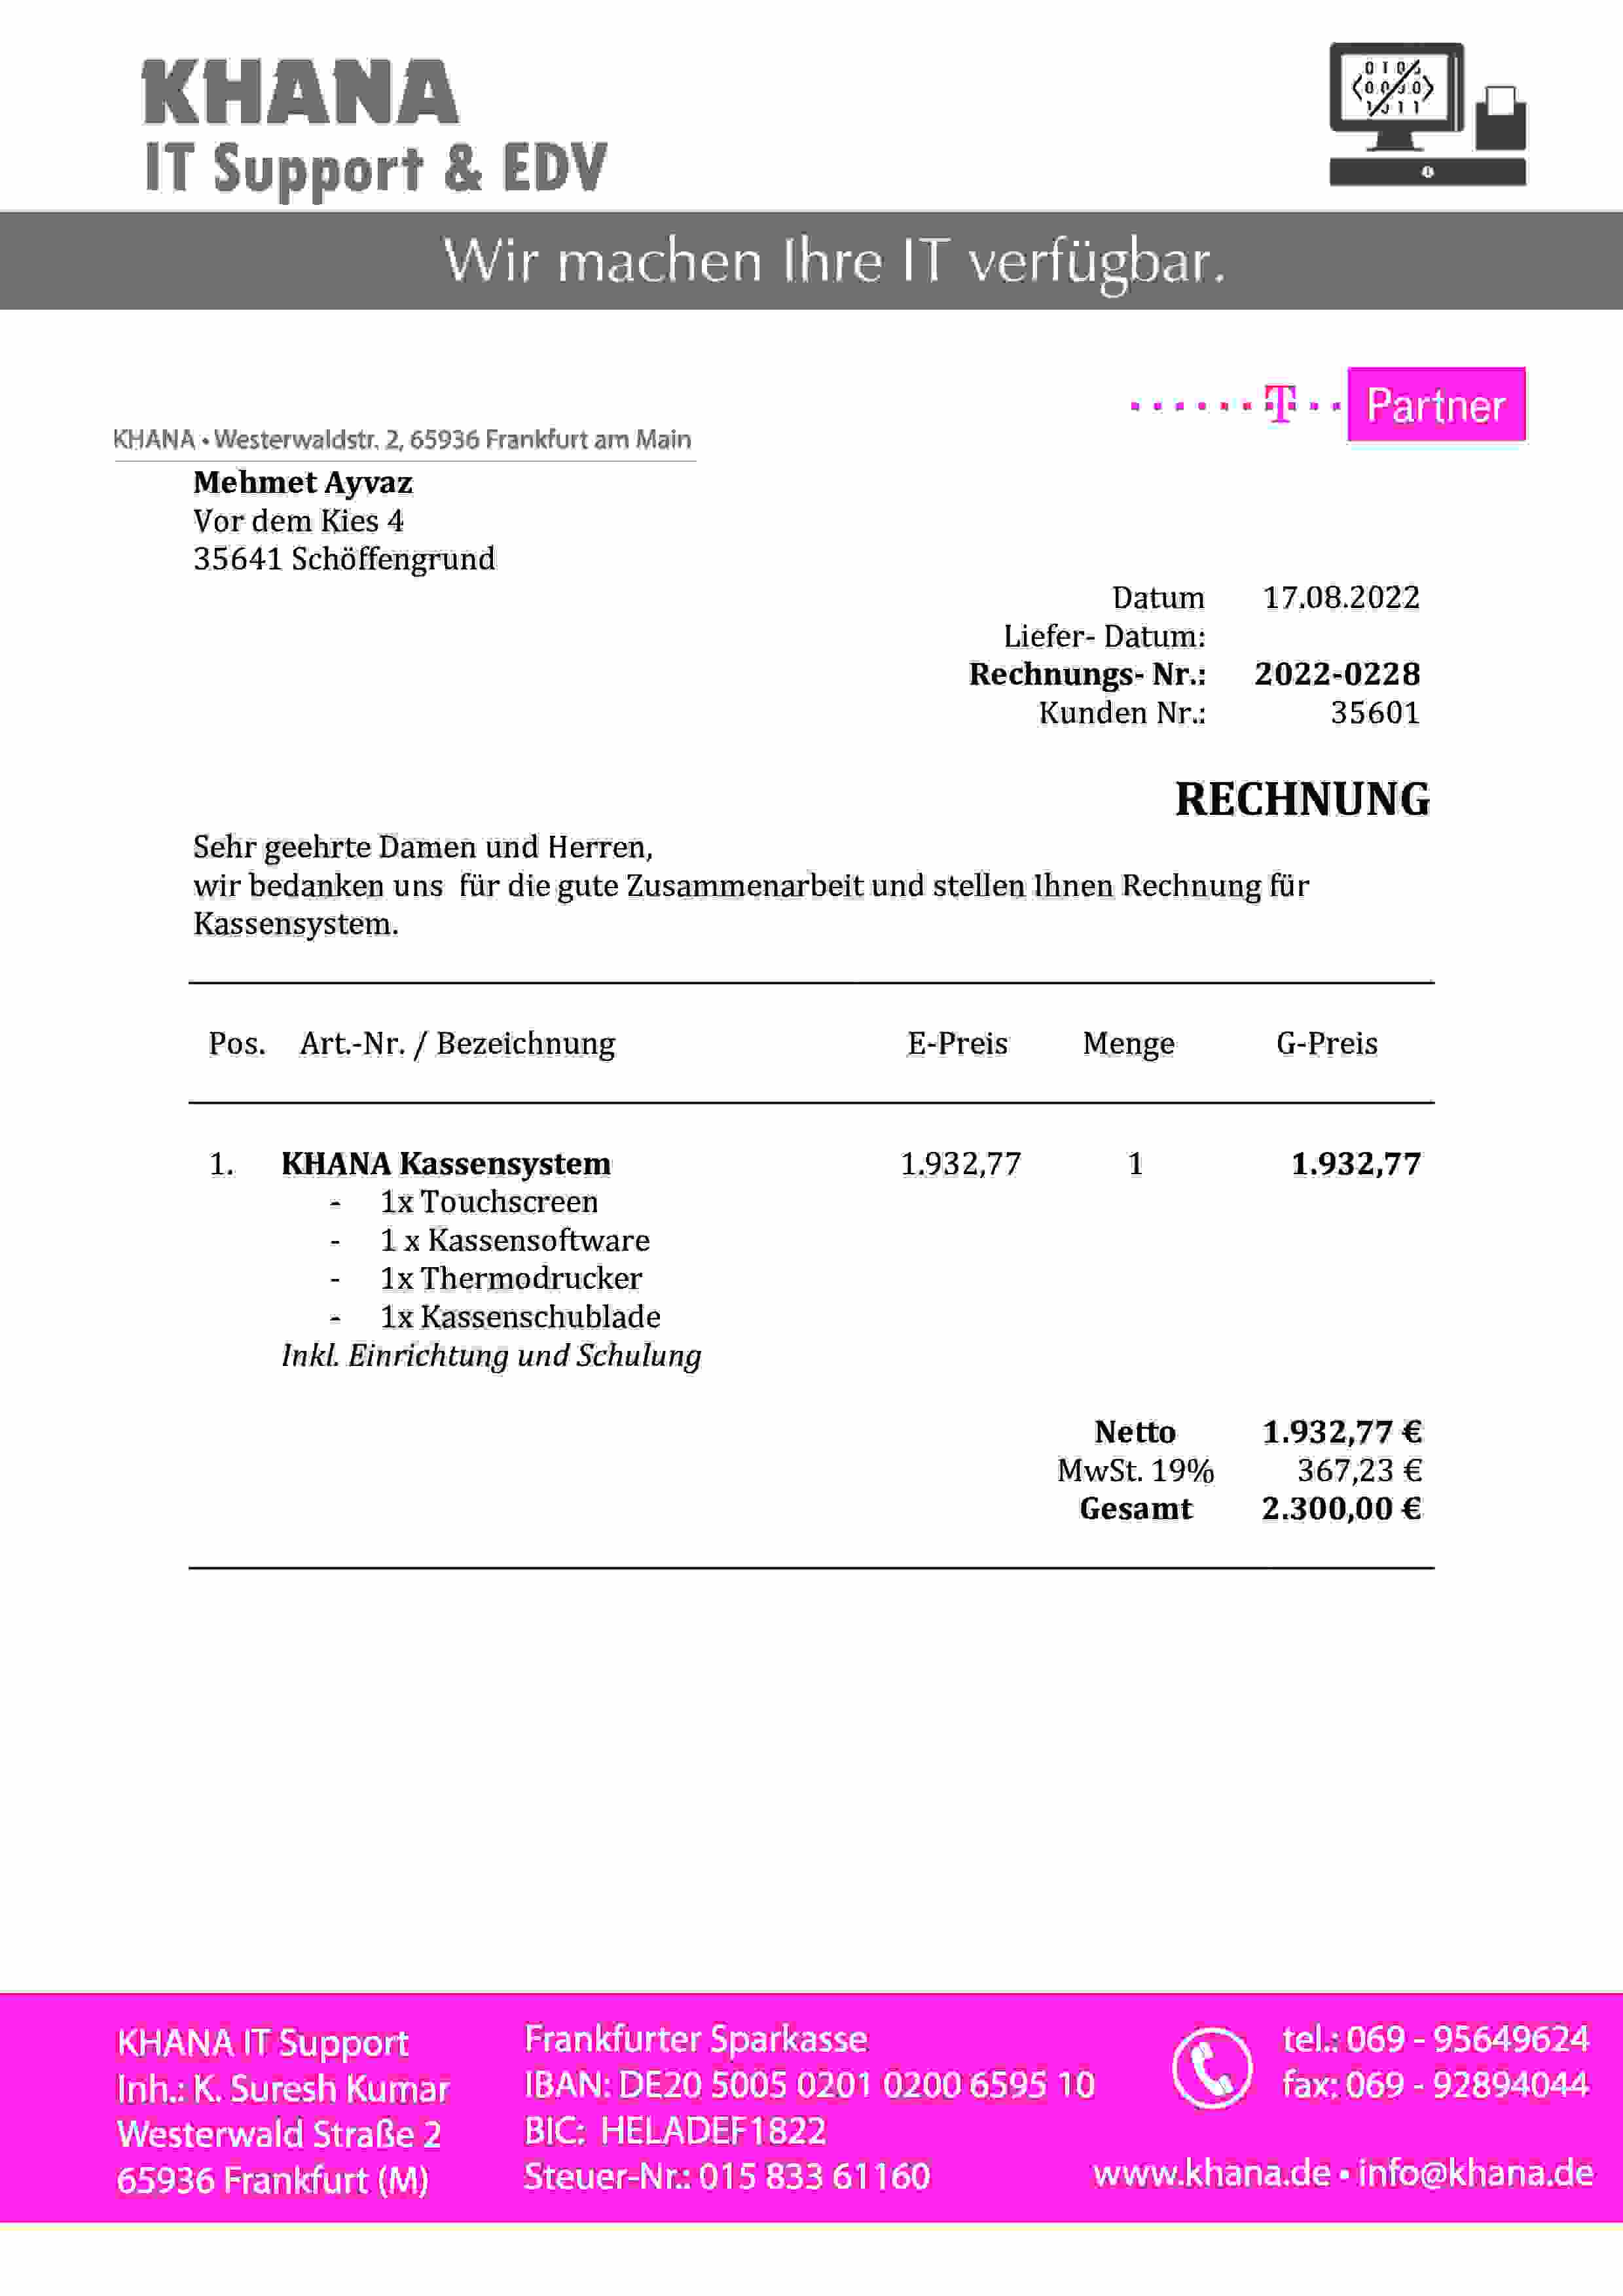 KHANA
IT Support & EDV
Wir machen Ihre IT verfügbar.
T Partner
KHANA • Westerwaldstr. 2, 65936 Frankfurt am Main
Mehmet Ayvaz
Vor dem Kies 4
35641 Schöffengrund
Datum 17.08.2022
Liefer- Datum:
Rechnungs- Nr.: 2022-0228
Kunden Nr.: 35601
RECHNUNG
Sehr geehrte Damen und Herren,
wir bedanken uns für die gute Zusammenarbeit und stellen Ihnen Rechnung für
Kassensystem.
Pos. Art.-Nr. / Bezeichnung E-Preis Menge G-Preis
1. KHANA Kassensystem 1.932,77 1 1.932,77
- 1x Touchscreen
- 1 x Kassensoftware
- 1x Thermodrucker
- 1x Kassenschublade
Inkl. Einrichtung und Schulung
Netto 1.932,77 €
MwSt. 19% 367,23 €
Gesamt 2.300,00 €
KHANA IT Support
Inh.: K. Suresh Kumar
Westerwald Straße 2
65936 Frankfurt (M)
Frankfurter Sparkasse
IBAN: DE20 5005 0201 0200 6595 10
BIC: HELADEF1822
Steuer-Nr.: 015 833 61160
tel.: 069 - 95649624
fax: 069 - 92894044
www.khana.de • info@khana.de